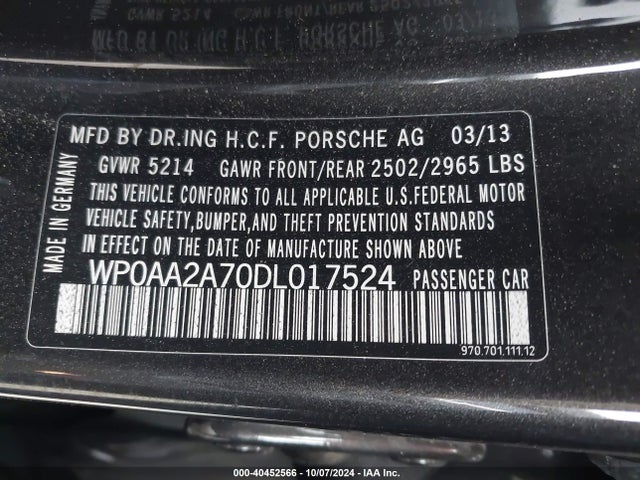 MFD BY DR.ING H.C.F. PORSCHE AG 03/13
GVWR 5214 GAWR FRONT/REAR 2502/2965 LBS
THIS VEHICLE CONFORMS TO ALL APPLICABLE U.S.FEDERAL MOTOR
VEHICLE SAFETY,BUMPER,AND THEFT PREVENTION STANDARDS
IN EFFECT ON THE DATE OF MANUFACTURE SHOWN ABOVE
WP0AA2A70DL017524 PASSENGER CAR
MADE IN GERMANY
970.701.111.12
000-40452566 - 10/07/2024 - IAA Inc.